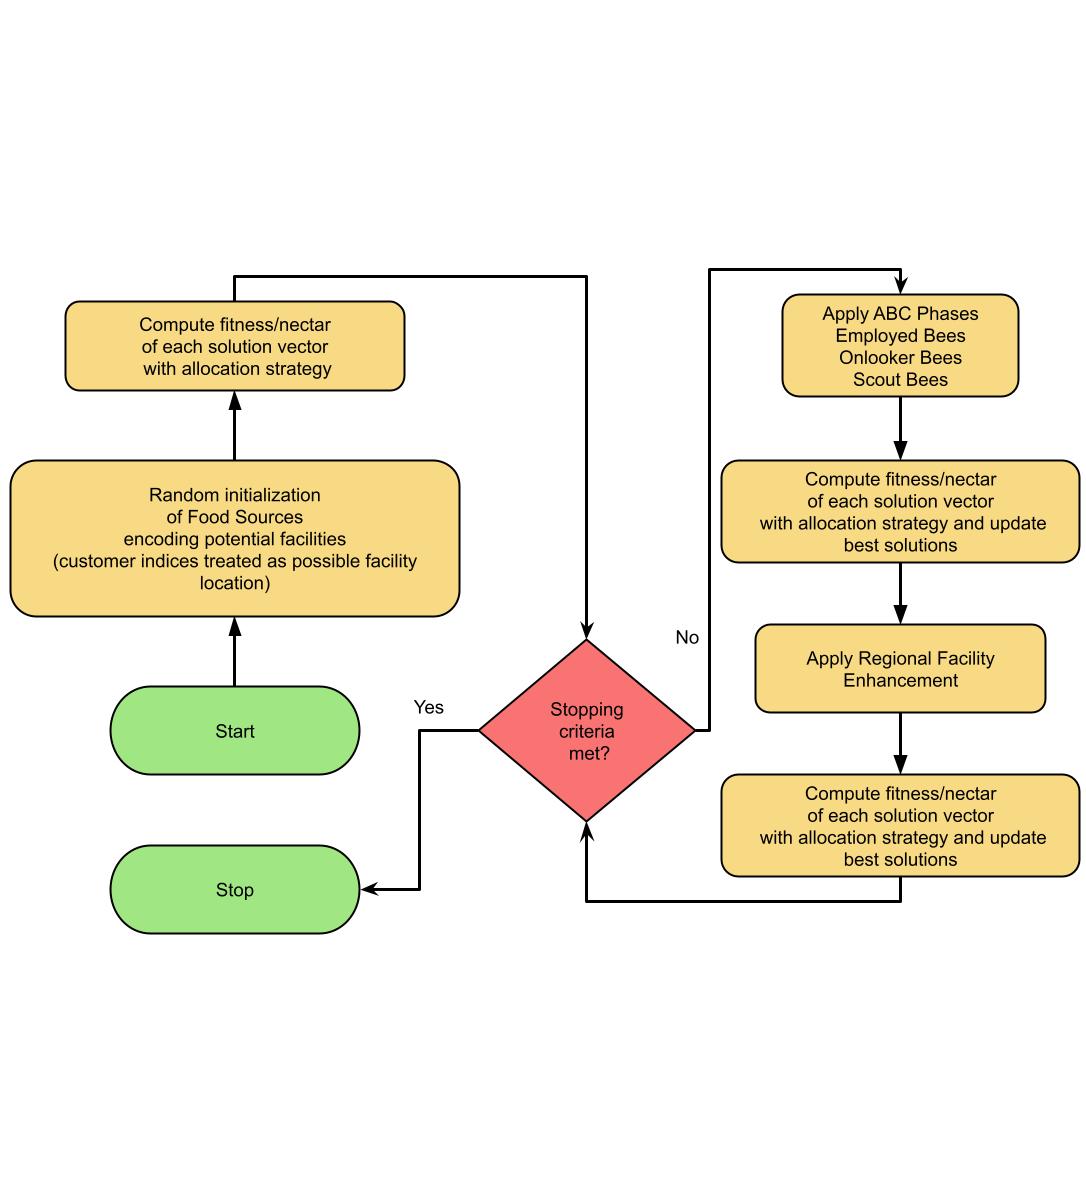 Start
Random initialization
of Food Sources
encoding potential facilities
(customer indices treated as possible facility
location)
Compute fitness/nectar
of each solution vector
with allocation strategy
Stopping
criteria
met?
Yes
Stop
No
Apply ABC Phases
Employed Bees
Onlooker Bees
Scout Bees
Compute fitness/nectar
of each solution vector
with allocation strategy and update
best solutions
Apply Regional Facility
Enhancement
Compute fitness/nectar
of each solution vector
with allocation strategy and update
best solutions